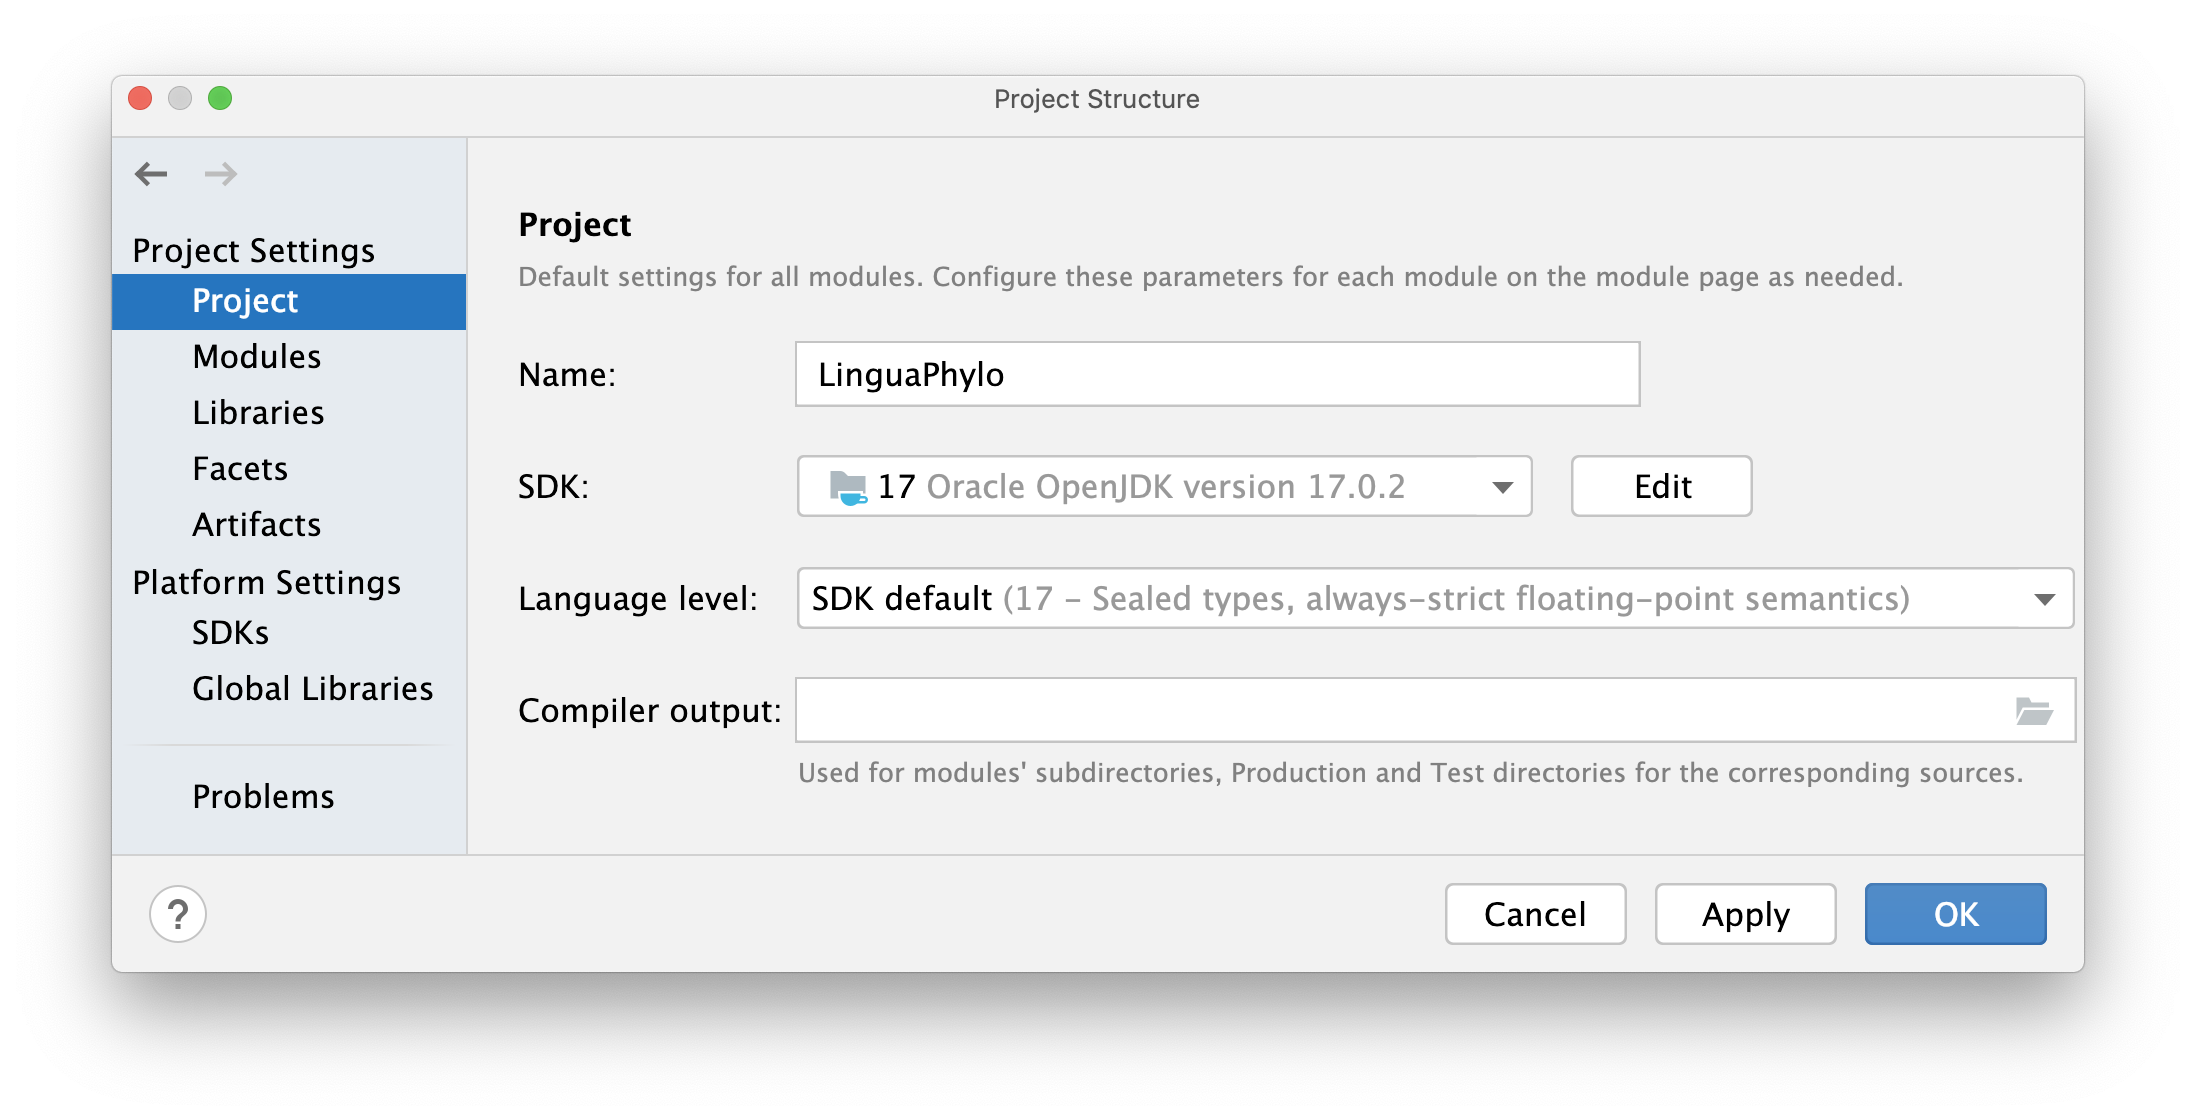 Project Structure
Project Settings
Project
Modules
Libraries
Facets
Artifacts
Platform Settings
SDKs
Global Libraries
Problems
Project
Default settings for all modules. Configure these parameters for each module on the module page as needed.
Name: LinguaPhylo
SDK: 17 Oracle OpenJDK version 17.0.2 Edit
Language level: SDK default (17 - Sealed types, always-strict floating-point semantics)
Compiler output:
Used for modules' subdirectories, Production and Test directories for the corresponding sources.
? Cancel Apply OK